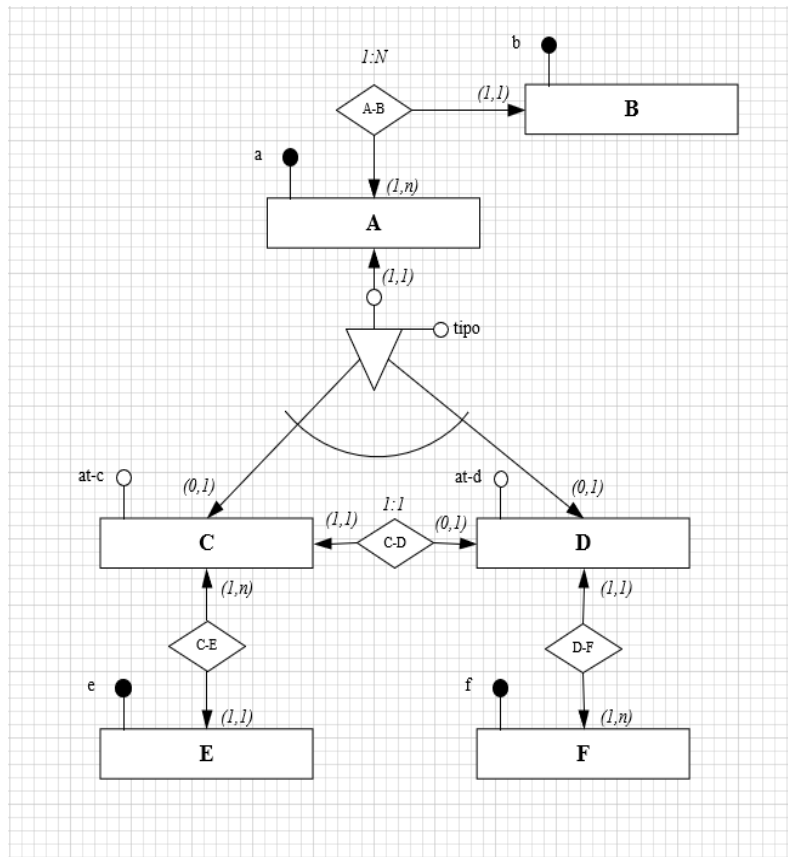 b
1:N
(1,1)
A-B
B
a
(1,n)
A
(1,1)
tipo
at-c
(0,1)
at-d
(0,1)
1:1
(1,1)
(0,1)
C
C-D
D
(1,n)
(1,1)
C-E
D-F
e
f
(1,1)
(1,n)
E
F